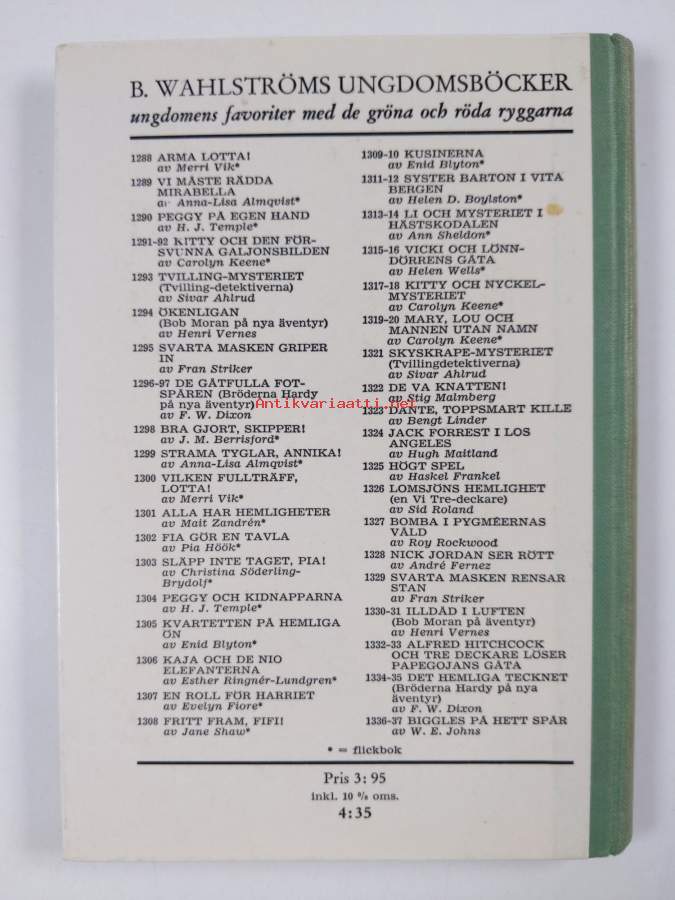 B. WAHLSTRÖMS UNGDOMSBÖCKER
ungdomens favoriter med de gröna och röda ryggarna
1288 ARMA LOTTA!
av Merri Vik*
1289 VI MÅSTE RÄDDA
MIRABELLA
av Anna-Lisa Almqvist*
1290 PEGGY PÅ EGEN HAND
av H. J. Temple*
1291-92 KITTY OCH DEN FÖR-
SVUNNA GALJONSBILDEN
av Carolyn Keene*
1293 TVILLING-MYSTERIET
(Tvilling-detektiverna)
av Sivar Ahlrud
1294 ÖKENLIGAN
(Bob Moran på nya äventyr)
av Henri Vernes
1295 SVARTA MASKEN GRIPER
IN
av Fran Striker
1296-97 DE GÅTFULLA FOT-
SPÅREN (Bröderna Hardy
på nya äventyr)
av F. W. Dixon
1298 BRA GJORT, SKIPPER!
av J. M. Berrisford*
1299 STRAMA TYGLAR, ANNIKA!
av Anna-Lisa Almqvist*
1300 VILKEN FULLTRÄFF,
LOTTA!
av Merri Vik*
1301 ALLA HAR HEMLIGHETER
av Mait Zandrén*
1302 FIA GÖR EN TAVLA
av Pia Höök*
1303 SLÄPP INTE TAGET, PIA!
av Christina Söderling-
Brydolf*
1304 PEGGY OCH KIDNAPPARNA
av H. J. Temple*
1305 KVARTETTEN PÅ HEMLIGA
ÖN
av Enid Blyton*
1306 KAJA OCH DE NIO
ELEFANTERNA
av Esther Ringnér-Lundgren*
1307 EN ROLL FÖR HARRIET
av Evelyn Fiore*
1308 FRITT FRAM, FIFI!
av Jane Shaw*
1309-10 KUSINERNA
av Enid Blyton*
1311-12 SYSTER BARTON I VITA
BERGEN
av Helen D. Boylston*
1313-14 LI OCH MYSTERIET I
HÄSTSKODALEN
av Ann Sheldon*
1315-16 VICKI OCH LÖNN-
DÖRRENS GÅTA
av Helen Wells*
1317-18 KITTY OCH NYCKEL-
MYSTERIET
av Carolyn Keene*
1319-20 MARY, LOU OCH
MANNEN UTAN NAMN
av Carolyn Keene*
1321 SKYSKRAPE-MYSTERIET
(Tvillingdetektiverna)
av Sivar Ahlrud
1322 DE VA KNATTEN!
av Stig Malmberg
Antikvariaatti.net
1323 DANTE, TOPPSMART KILLE
av Bengt Linder
1324 JACK FORREST I LOS
ANGELES
av Hugh Maitland
1325 HÖGT SPEL
av Haskel Frankel
1326 LOMSJÖNS HEMLIGHET
(en Vi Tre-deckare)
av Sid Roland
1327 BOMBA I PYGMÉERNAS
VÅLD
av Roy Rockwood
1328 NICK JORDAN SER RÖTT
av André Fernez
1329 SVARTA MASKEN RENSAR
STAN
av Fran Striker
1330-31 ILLDÅD I LUFTEN
(Bob Moran på äventyr)
av Henri Vernes
1332-33 ALFRED HITCHCOCK
OCH TRE DECKARE LÖSER
PAPEGOJANS GÅTA
1334-35 DET HEMLIGA TECKNET
(Bröderna Hardy på nya
äventyr)
av F. W. Dixon
1336-37 BIGGLES PÅ HETT SPÅR
av W. E. Johns
* = flickbok
Pris 3: 95
inkl. 10 % oms.
4:35